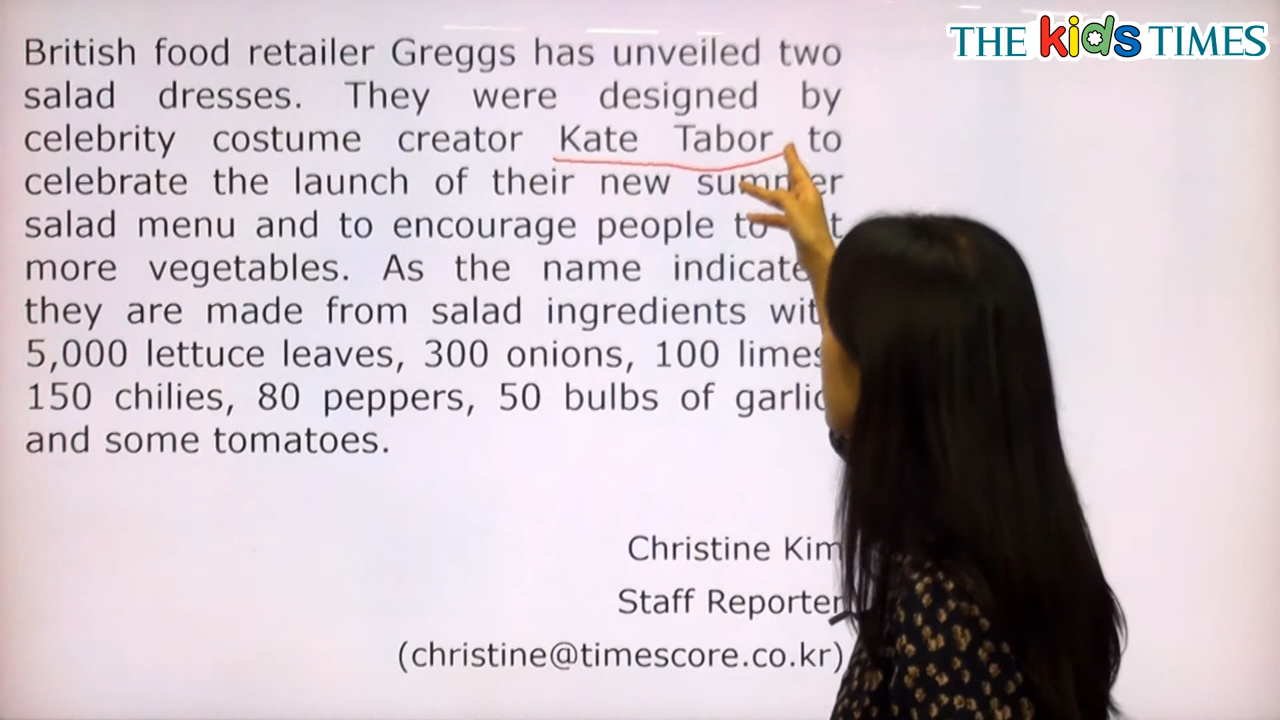 THE kids TIMES
British food retailer Greggs has unveiled two
salad dresses. They were designed by
celebrity costume creator Kate Tabor to
celebrate the launch of their new summer
salad menu and to encourage people to
more vegetables. As the name
they are made from salad ingredients
5,000 lettuce leaves, 300 onions, 100 limes
150 chilies, 80 peppers, 50 bulbs of garlic
and some tomatoes.
Christine Kim
Staff Reporter
(christine@timescore.co.kr)